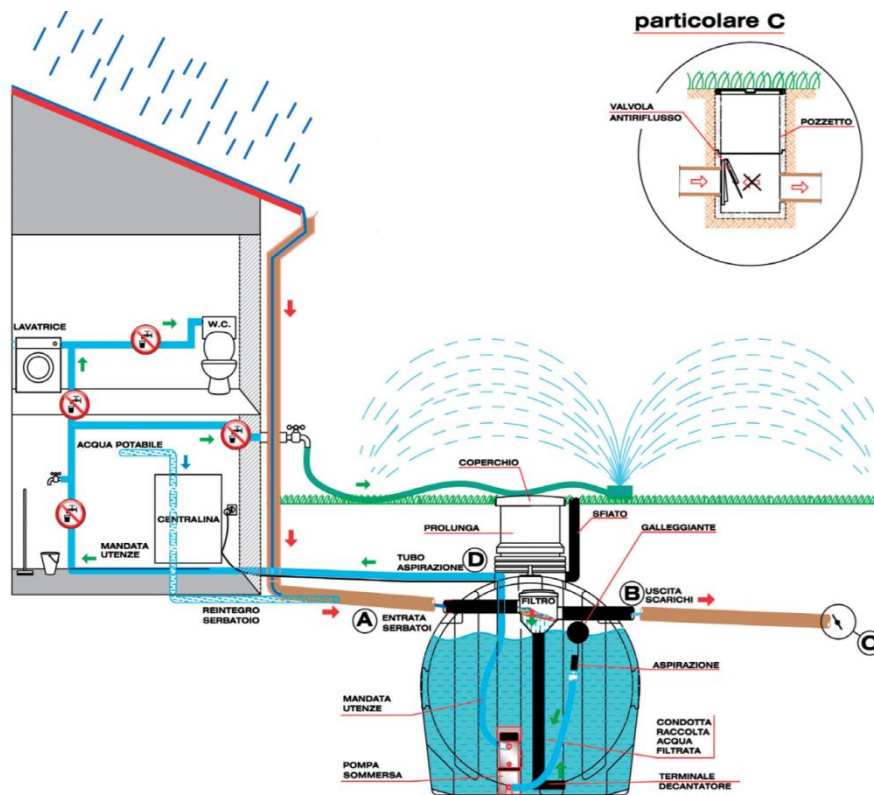 particolare C
VALVOLA
ANTIRIFLUSSO
POZZETTO
LAVATRICE
W.C.
ACQUA POTABILE
CENTRALINA
MANDATA
UTENZE
REINTEGRO
SERBATOIO
COPERCHIO
PROLUNGA
SFIATO
GALLEGGIANTE
TUBO
ASPIRAZIONE
D
FILTRO
A
ENTRATA
SERBATOI
B
USCITA
SCARICHI
C
ASPIRAZIONE
MANDATA
UTENZE
CONDOTTA
RACCOLTA
ACQUA
FILTRATA
POMPA
SOMMERSA
TERMINALE
DECANTATORE